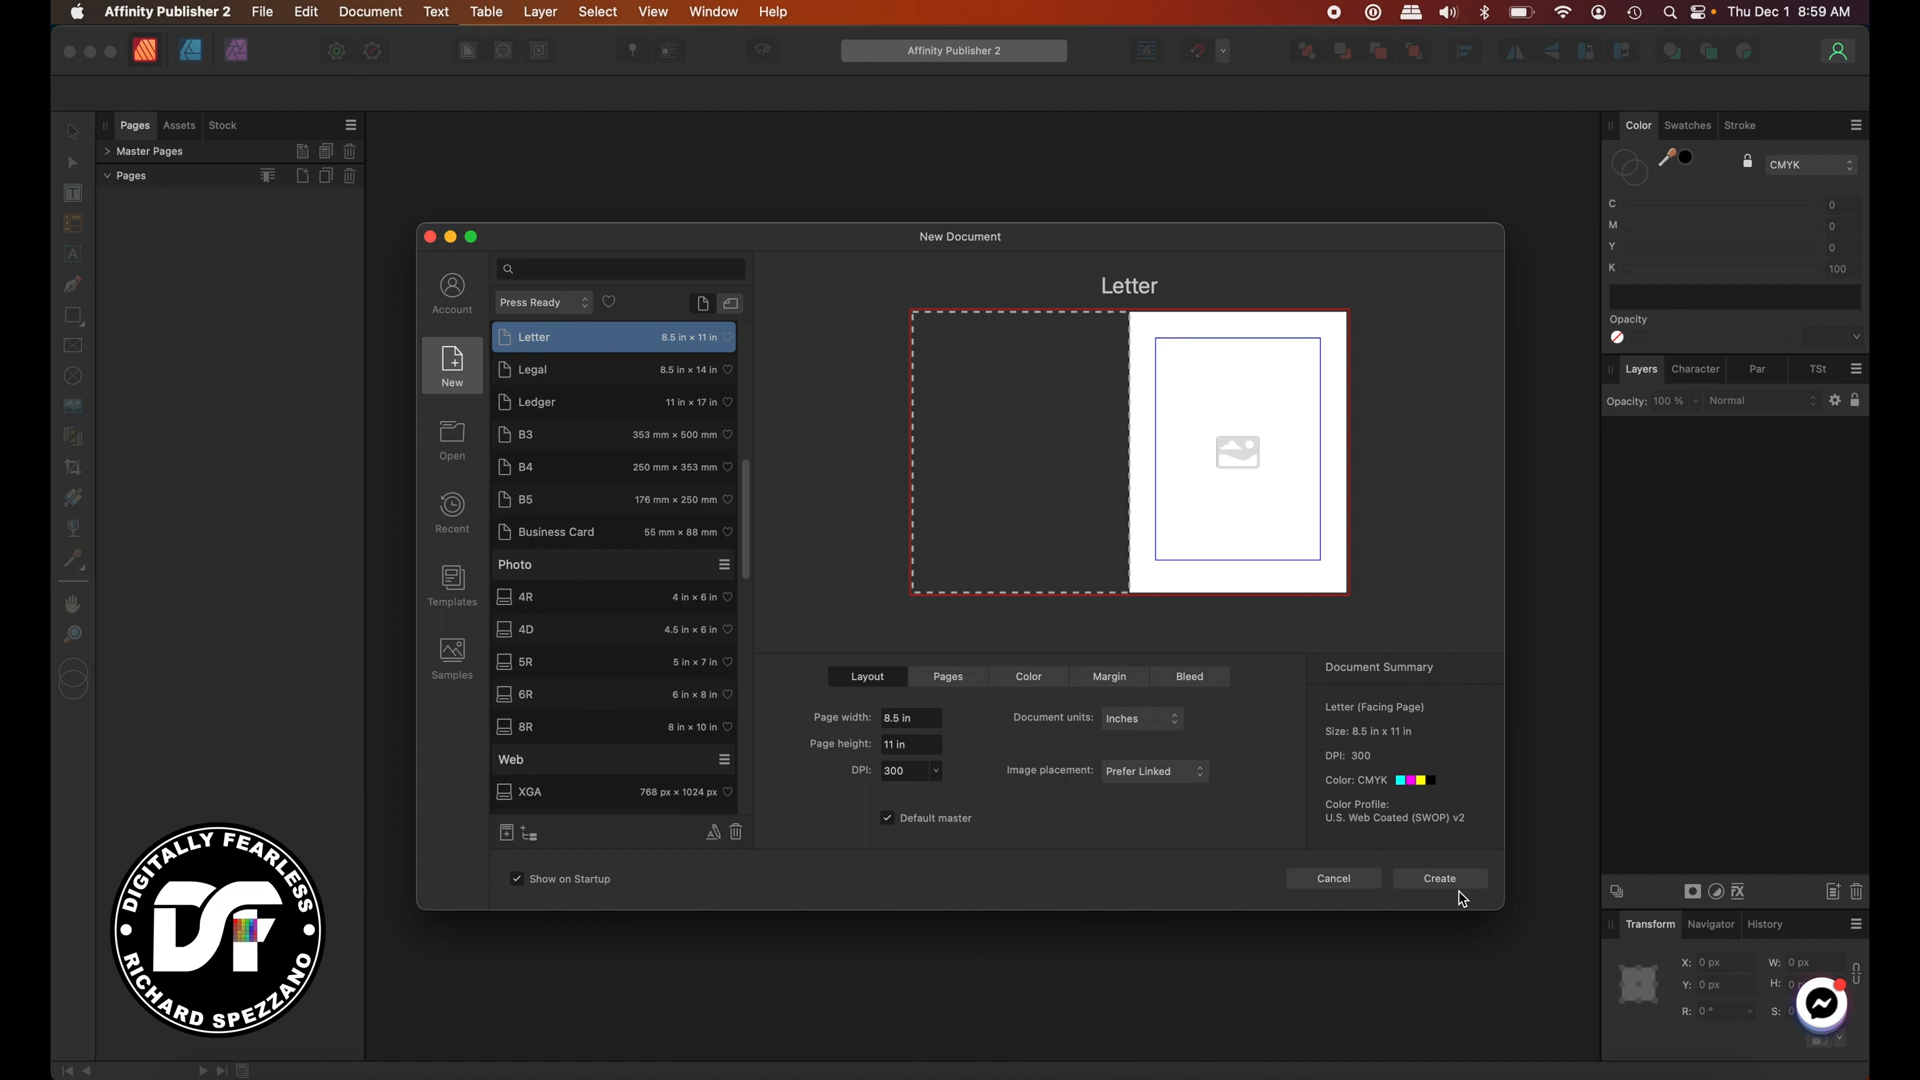 Affinity Publisher 2 File Edit Document Text Table Layer Select View Window Help Thu Dec 1 8:59 AM
Affinity Publisher 2
Pages Assets Stock
Master Pages
Pages
Color Swatches Stroke
CMYK
C 0
M 0
Y 0
K 100
Opacity
Layers Character Par TSt
Opacity: 100 % Normal
New Document
Account
New
Open
Recent
Templates
Samples
Press Ready
Letter 8.5 in × 11 in
Legal 8.5 in × 14 in
Ledger 11 in × 17 in
B3 353 mm × 500 mm
B4 250 mm × 353 mm
B5 176 mm × 250 mm
Business Card 55 mm × 88 mm
Photo
4R 4 in × 6 in
4D 4.5 in × 6 in
5R 5 in × 7 in
6R 6 in × 8 in
8R 8 in × 10 in
Web
XGA 768 px × 1024 px
Show on Startup
Letter
Layout Pages Color Margin Bleed
Page width: 8.5 in Document units: Inches
Page height: 11 in
DPI: 300 Image placement: Prefer Linked
Default master
Document Summary
Letter (Facing Page)
Size: 8.5 in x 11 in
DPI: 300
Color: CMYK
Color Profile:
U.S. Web Coated (SWOP) v2
Cancel Create
Transform Navigator History
X: 0 px W: 0 px
Y: 0 px H:
R: 0 ° S:
DIGITALLY FEARLESS
DF
RICHARD SPEZZANO